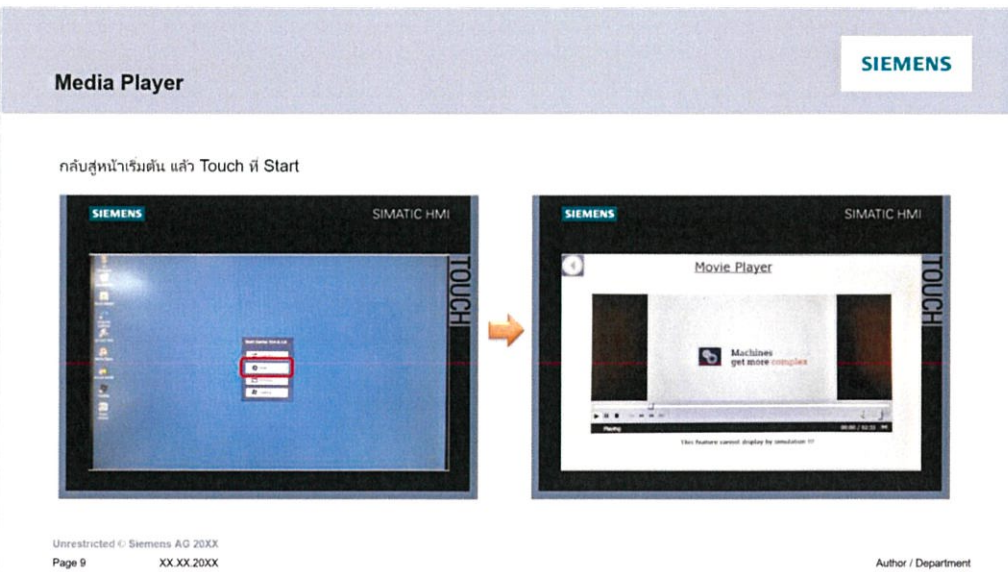 SIEMENS
Media Player
กลับสู่หน้าเริ่มต้น แล้ว Touch ที่ Start
SIEMENS
SIMATIC HMI
TOUCH
SIEMENS
SIMATIC HMI
TOUCH
Movie Player
Machines
get more complex
Playing
This feature cannot display by simulation !!!
Unrestricted © Siemens AG 20XX
Page 9
XX.XX.20XX
Author / Department